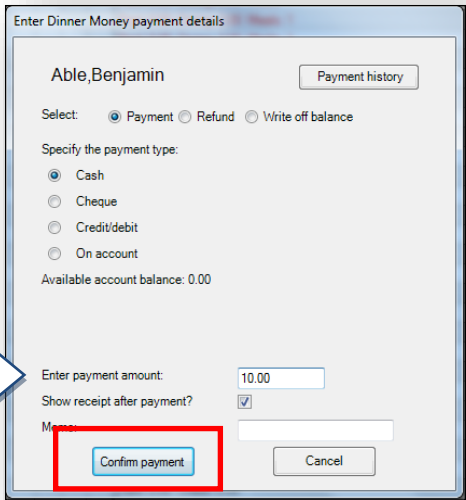 Enter Dinner Money payment details
Able,Benjamin Payment history
Select: Payment Refund Write off balance
Specify the payment type:
Cash
Cheque
Credit/debit
On account
Available account balance: 0.00
Enter payment amount: 10.00
Show receipt after payment?
Confirm payment Cancel